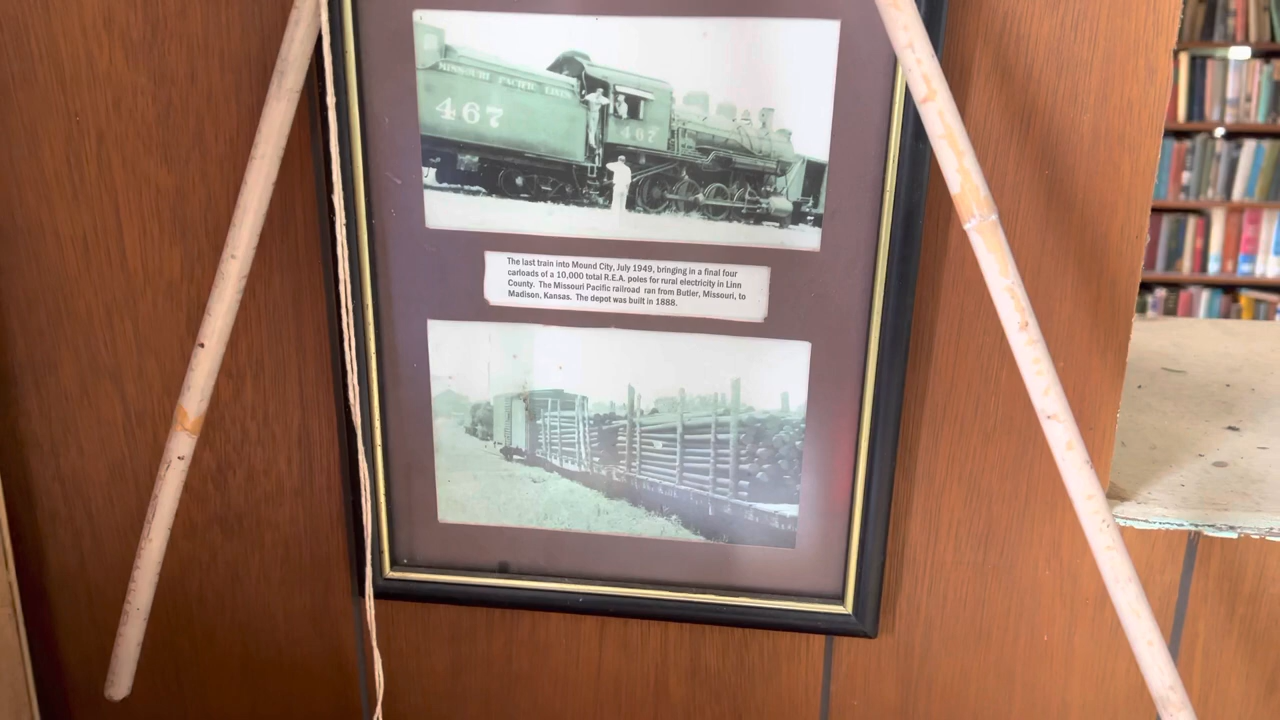 MISSOURI PACIFIC LINES
467
467
The last train into Mound City, July 1949, bringing in a final four
carloads of a 10,000 total R.E.A. poles for rural electricity in Linn
County. The Missouri Pacific railroad ran from Butler, Missouri, to
Madison, Kansas. The depot was built in 1888.